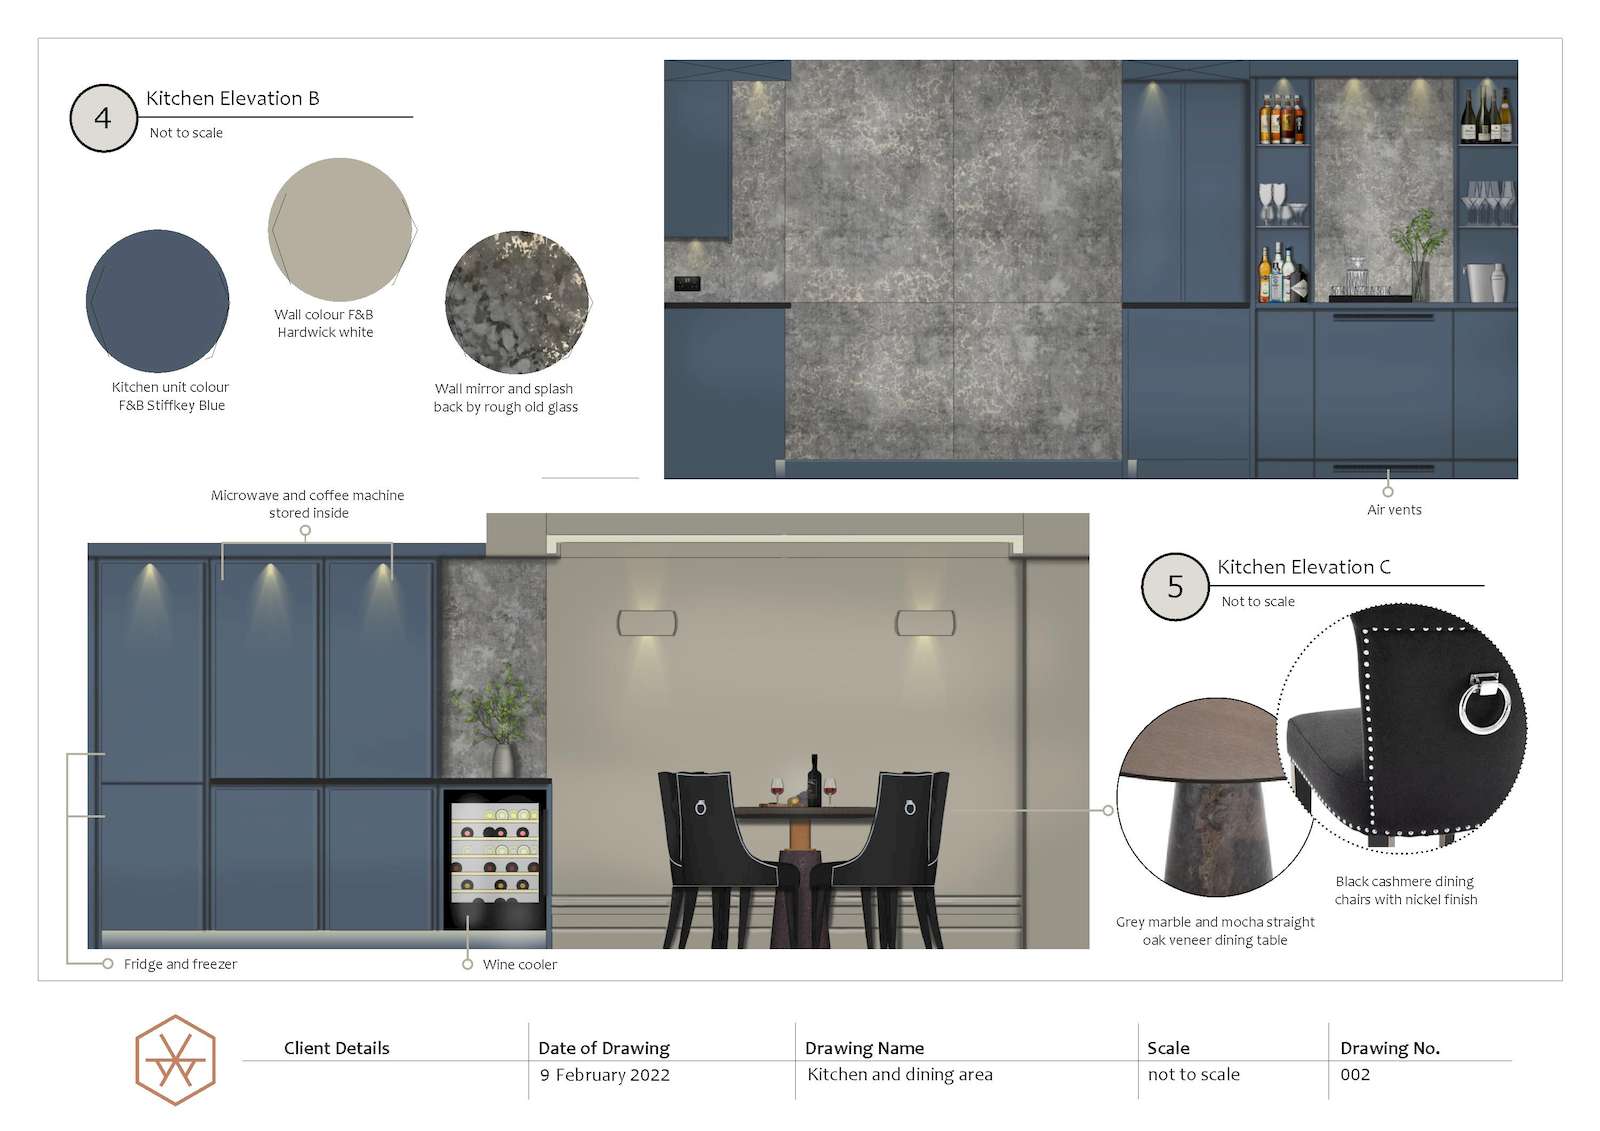 4
Kitchen Elevation B
Not to scale
Wall colour F&B
Hardwick white
Kitchen unit colour
F&B Stiffkey Blue
Wall mirror and splash
back by rough old glass
Air vents
Microwave and coffee machine
stored inside
5
Kitchen Elevation C
Not to scale
Black cashmere dining
chairs with nickel finish
Grey marble and mocha straight
oak veneer dining table
Fridge and freezer
Wine cooler
Client Details
Date of Drawing
9 February 2022
Drawing Name
Kitchen and dining area
Scale
not to scale
Drawing No.
002